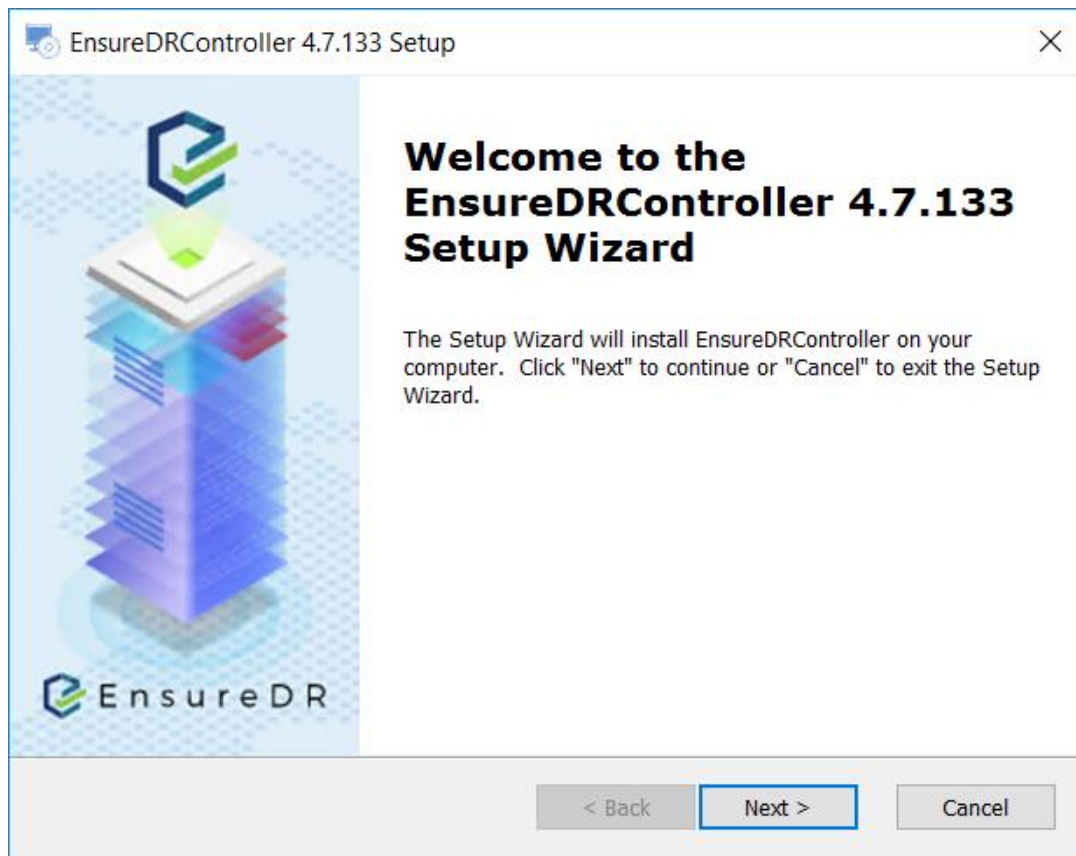 EnsureDRController 4.7.133 Setup
Welcome to the
EnsureDRController 4.7.133
Setup Wizard
The Setup Wizard will install EnsureDRController on your
computer.  Click "Next" to continue or "Cancel" to exit the Setup
Wizard.
EnsureDR
< Back
Next >
Cancel